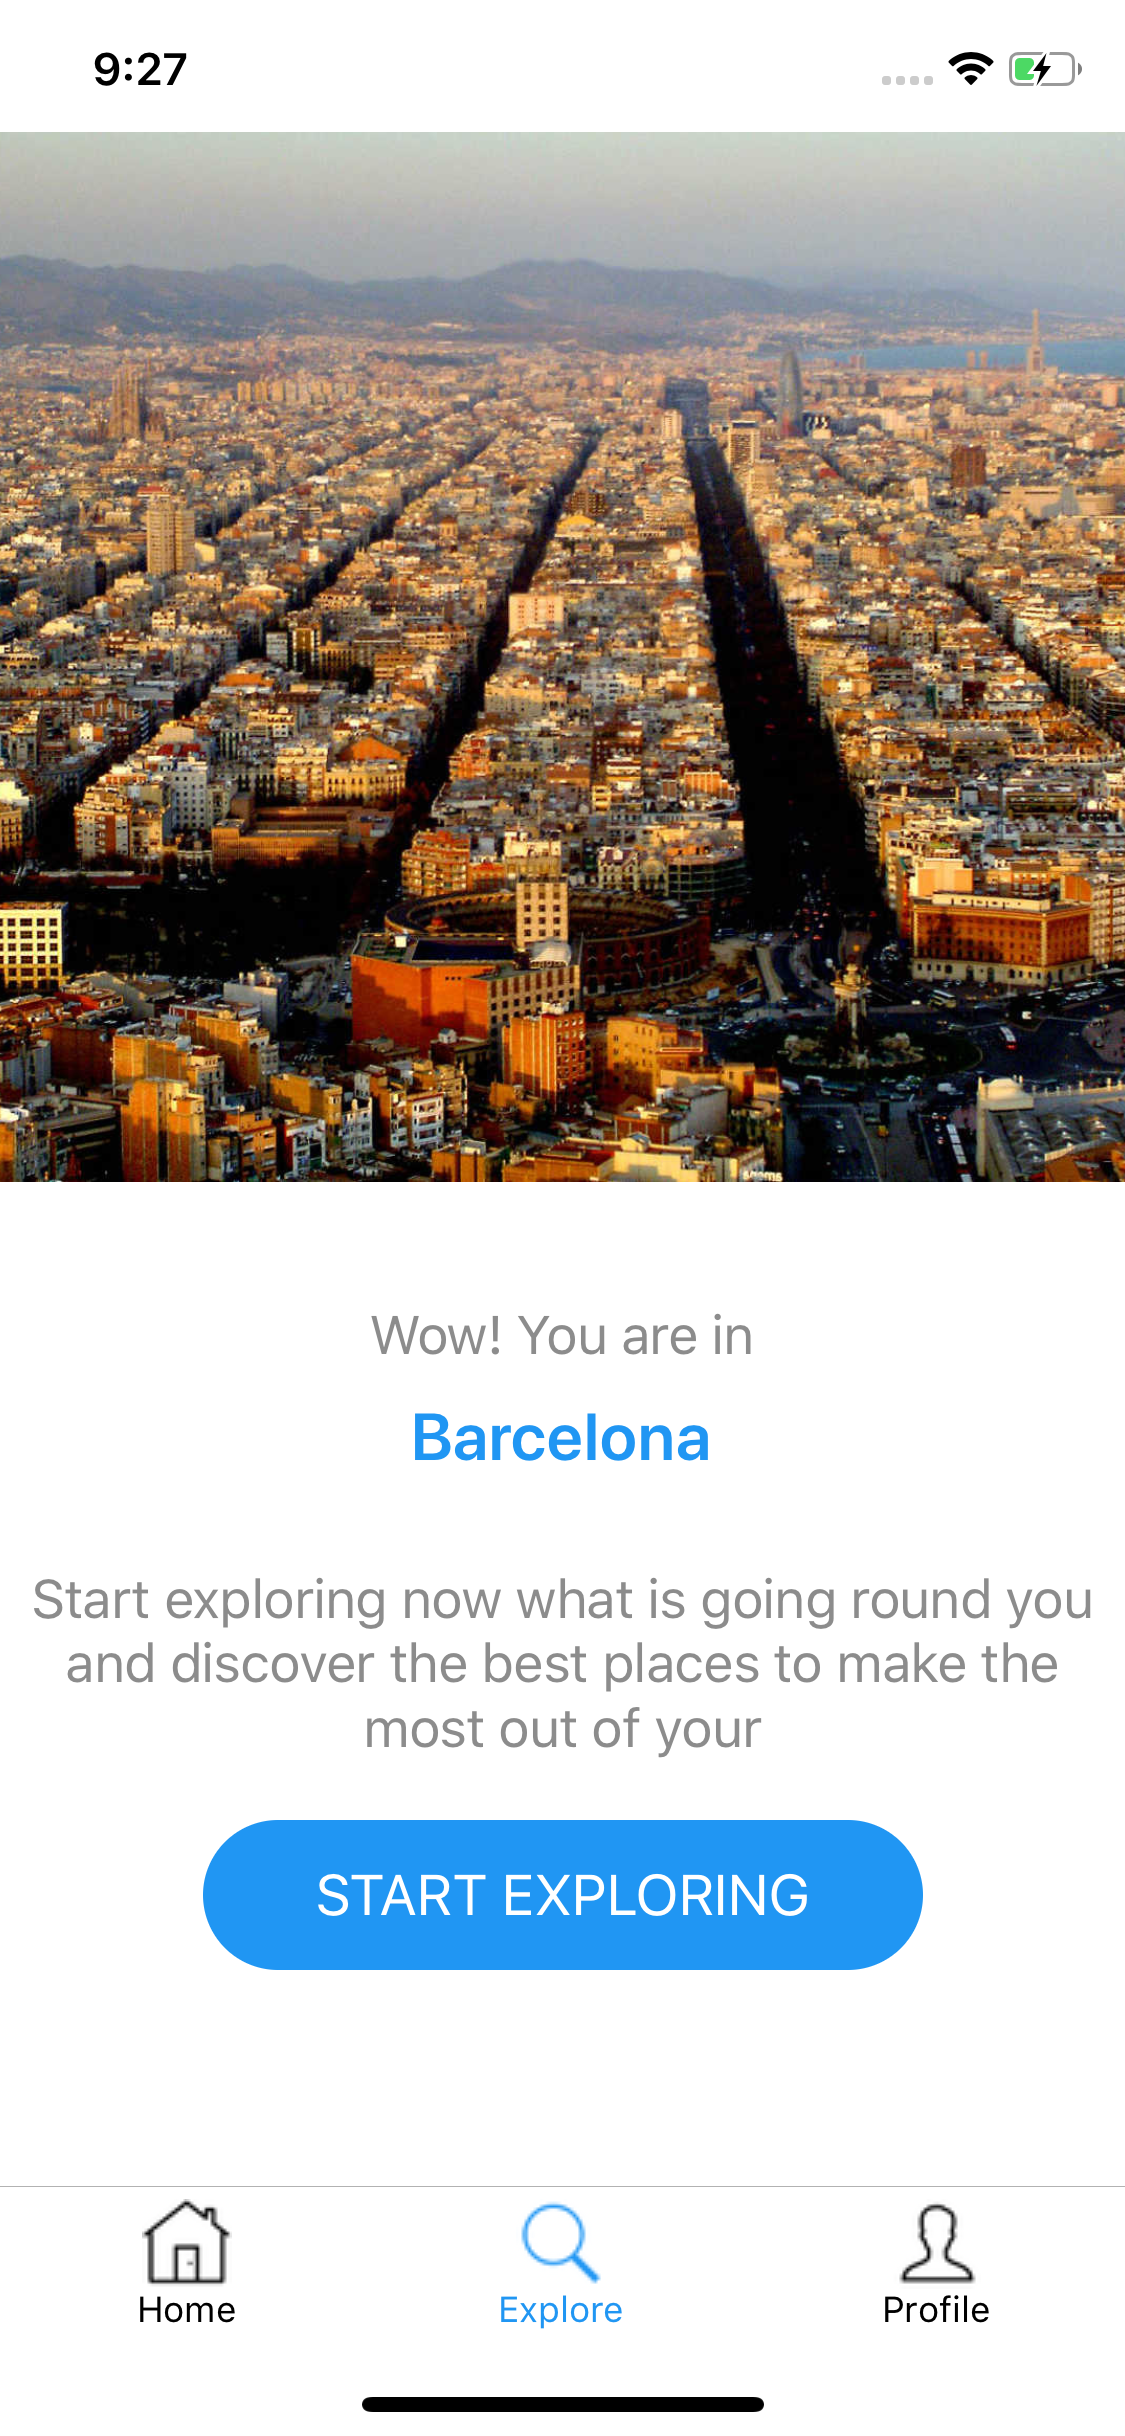 9:27
Wow! You are in
Barcelona
Start exploring now what is going round you
and discover the best places to make the
most out of your
START EXPLORING
Home
Explore
Profile